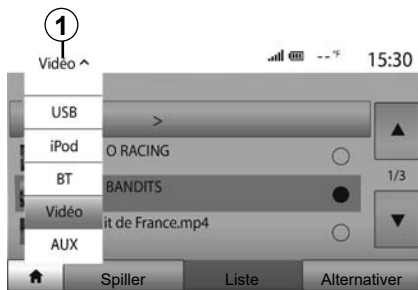 1
Vidéo ^
-- °F
15:30
USB
iPod
BT
Vidéo
AUX
>
O RACING
BANDITS
it de France.mp4
1/3
Spiller
Liste
Alternativer